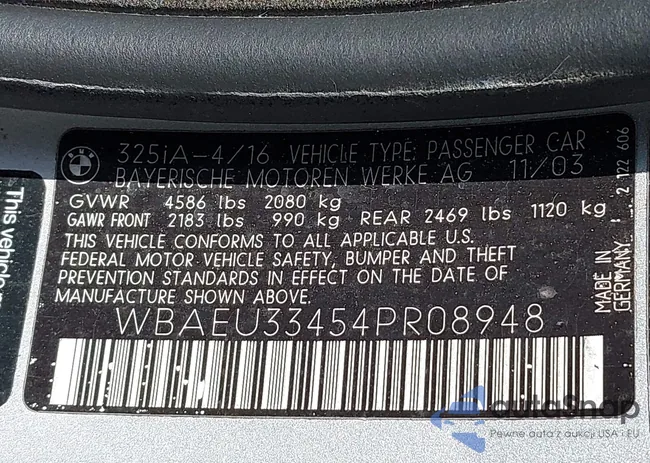 325iA-4/16 VEHICLE TYPE: PASSENGER CAR
BAYERISCHE MOTOREN WERKE AG 11/03
GVWR 4586 lbs 2080 kg
GAWR FRONT 2183 lbs 990 kg REAR 2469 lbs 1120 kg
THIS VEHICLE CONFORMS TO ALL APPLICABLE U.S.
FEDERAL MOTOR VEHICLE SAFETY, BUMPER AND THEFT
PREVENTION STANDARDS IN EFFECT ON THE DATE OF
MANUFACTURE SHOWN ABOVE.
WBAEU33454PR08948
MADE IN
GERMANY
2 122 606
This vehicle
autoSnap
Pewne auta z aukcji USA i EU